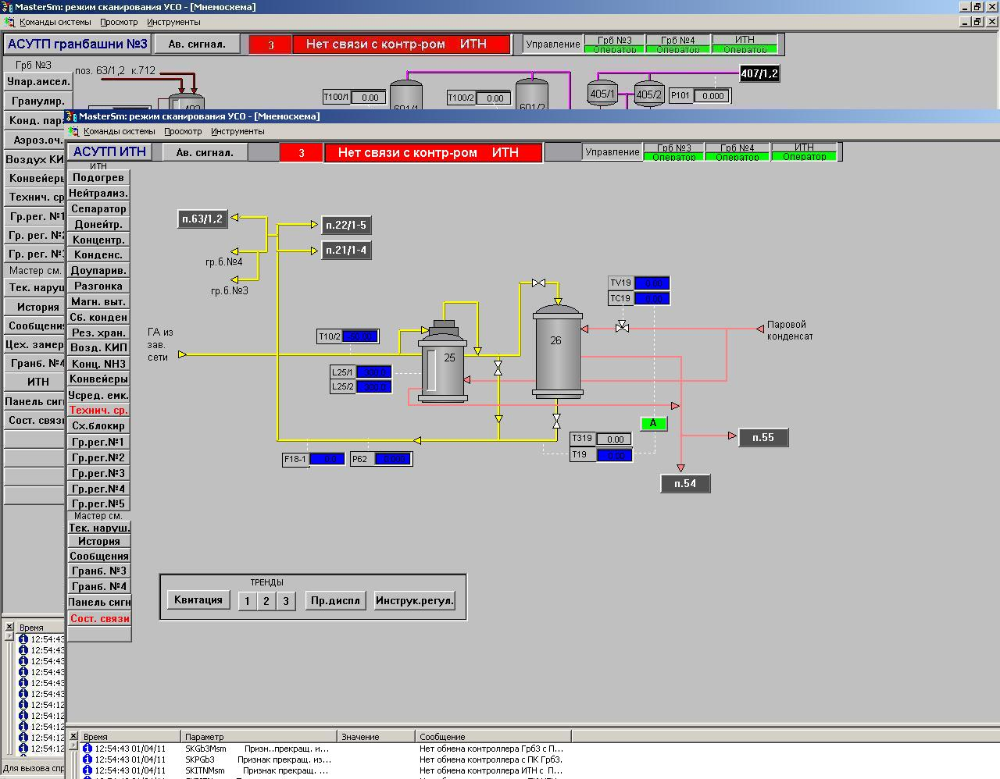 MasterSm: режим сканирования УСО - [Мнемосхема]
Команды системы Просмотр Инструменты
АСУТП гранбашни №3 Ав. сигнал. 3 Нет связи с контр-ром ИТН Управление Грб №3 Грб №4 ИТН
Оператор Оператор Оператор
Грб №3
Упар.амсел.
Гранулир.
Конд. пар
Аэроз.оч.
Воздух КИ
Конвейеры
Технич. ср
Гр.рег. №1
Гр. рег. №2
Гр. рег. №3
Мастер см.
Тек. наруш
История
Сообщени
Цех. замер
Гранб. №4
ИТН
Панель сиг
Сост. связ
поз. 63/1,2 к.712
T100/1 0.00
601/1
T100/2 0.00
601/2
405/1
405/2
P101 0.000
407/1,2
MasterSm: режим сканирования УСО - [Мнемосхема]
Команды системы Просмотр Инструменты
АСУТП ИТН Ав. сигнал. 3 Нет связи с контр-ром ИТН Управление Грб №3 Грб №4 ИТН
Оператор Оператор Оператор
ИТН
Подогрев
Нейтрализ.
Сепаратор
Донейтр.
Концентр.
Конденс.
Доупарив.
Разгонка
Магн. выт.
Сб. конден
Рез. хран.
Возд. КИП
Конц. NH3
Конвейеры
Усред. емк.
Технич. ср.
Сх.блокир
Гр.рег.№1
Гр.рег.№2
Гр.рег.№3
Гр.рег.№4
Гр.рег.№5
Мастер см.
Тек. наруш.
История
Сообщения
Гранб. №3
Гранб. №4
Панель сигн
Сост. связи
п.63/1,2
п.22/1-5
п.21/1-4
гр.б.№4
гр.б.№3
TV19 0.00
TC19 0.00
ГА из
зав.
сети
T10/2 -50.00
L25/1 300.0
L25/2 300.0
25
26
Паровой
конденсат
A
T319 0.00
T19 0.00
F18-1 0.0
P62 0.000
п.55
п.54
ТРЕНДЫ
Квитация 1 2 3 Пр.диспл Инструк.регул.
Время
12:54:43
12:54:43
12:54:43
12:54:43
12:54:43
12:54:43
12:54:43
12:54:12
12:54:12
12:54:12
12:54:12
Для вызова спр
Время Параметр Значение Сообщение
12:54:43 01/04/11 SKGb3Msm Призн..прекращ. и... Нет обмена контроллера Грб3 с П...
12:54:43 01/04/11 SKPGb3 Признак прекращ. из... Нет обмена контроллера с ПК Грб3.
12:54:43 01/04/11 SKITNMsm Признак прекращ. ... Нет обмена контроллера ИТН с П...